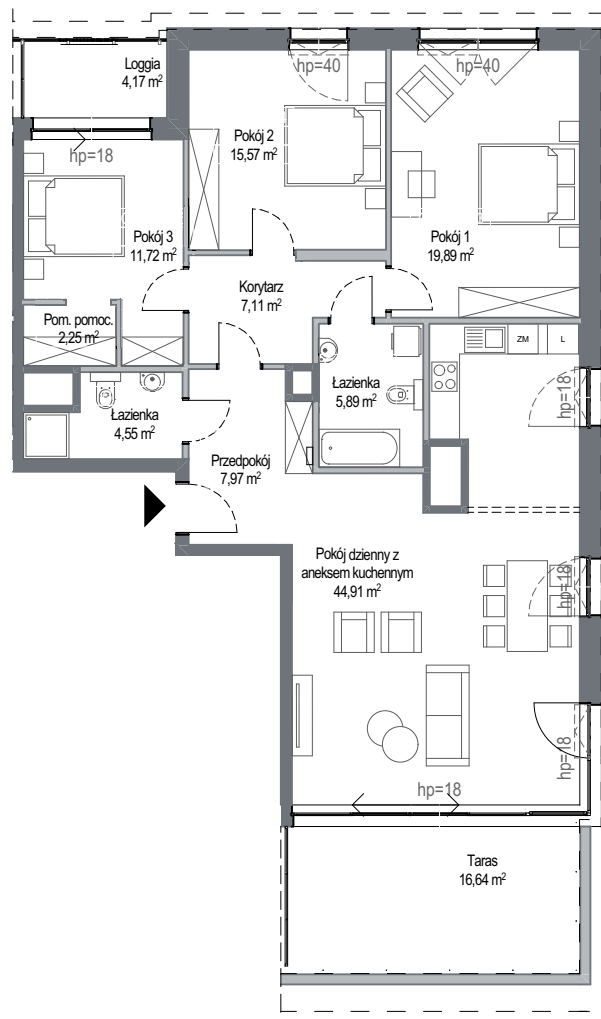 Loggia
4,17 m²
hp=40
hp=40
Pokój 2
15,57 m²
hp=18
Pokój 3
11,72 m²
Pokój 1
19,89 m²
Korytarz
7,11 m²
Pom. pomoc.
2,25 m²
ZM
L
Łazienka
5,89 m²
hp=18
Łazienka
4,55 m²
Przedpokój
7,97 m²
Pokój dzienny z
aneksem kuchennym
44,91 m²
hp=18
hp=18
hp=18
Taras
16,64 m²